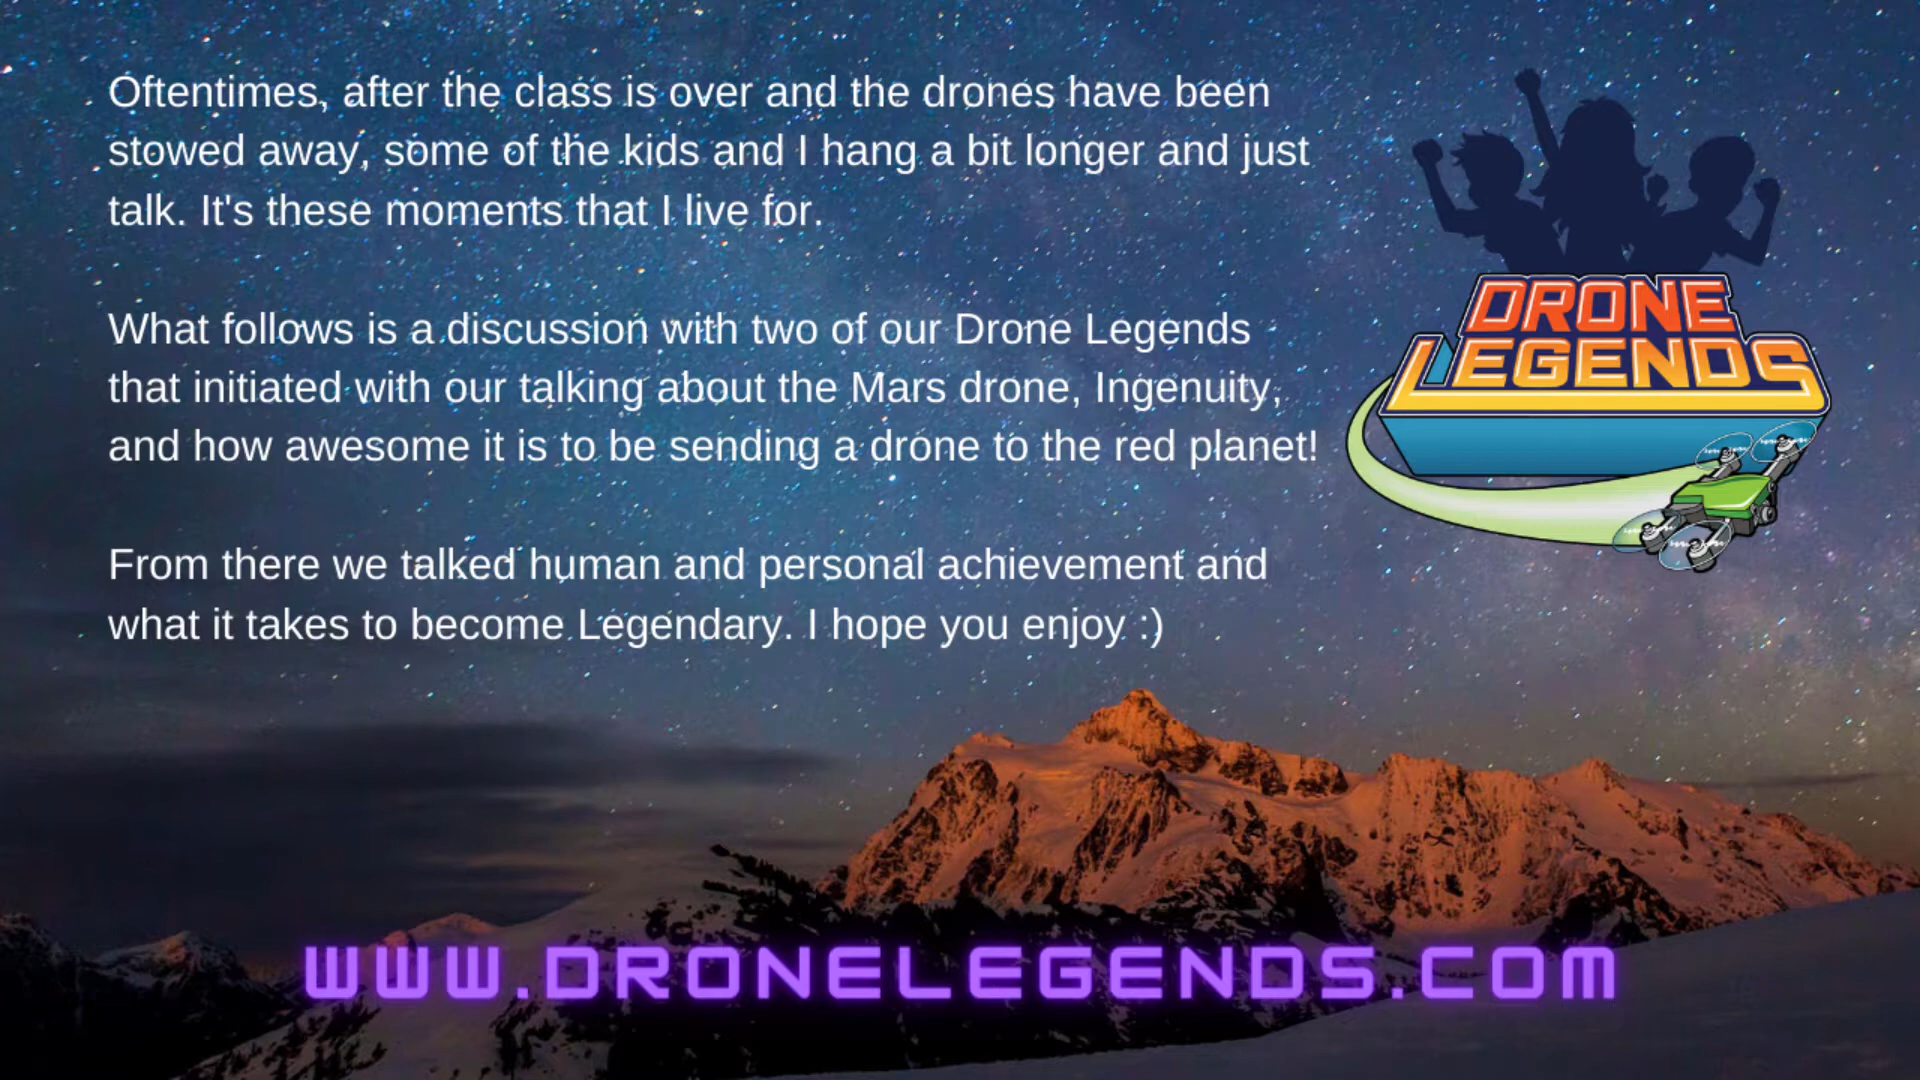 Oftentimes, after the class is over and the drones have been
stowed away, some of the kids and I hang a bit longer and just
talk. It's these moments that I live for.
What follows is a discussion with two of our Drone Legends
that initiated with our talking about the Mars drone, Ingenuity,
and how awesome it is to be sending a drone to the red planet!
From there we talked human and personal achievement and
what it takes to become Legendary. I hope you enjoy :)
DRONE
LEGENDS
WWW.DRONELEGENDS.COM